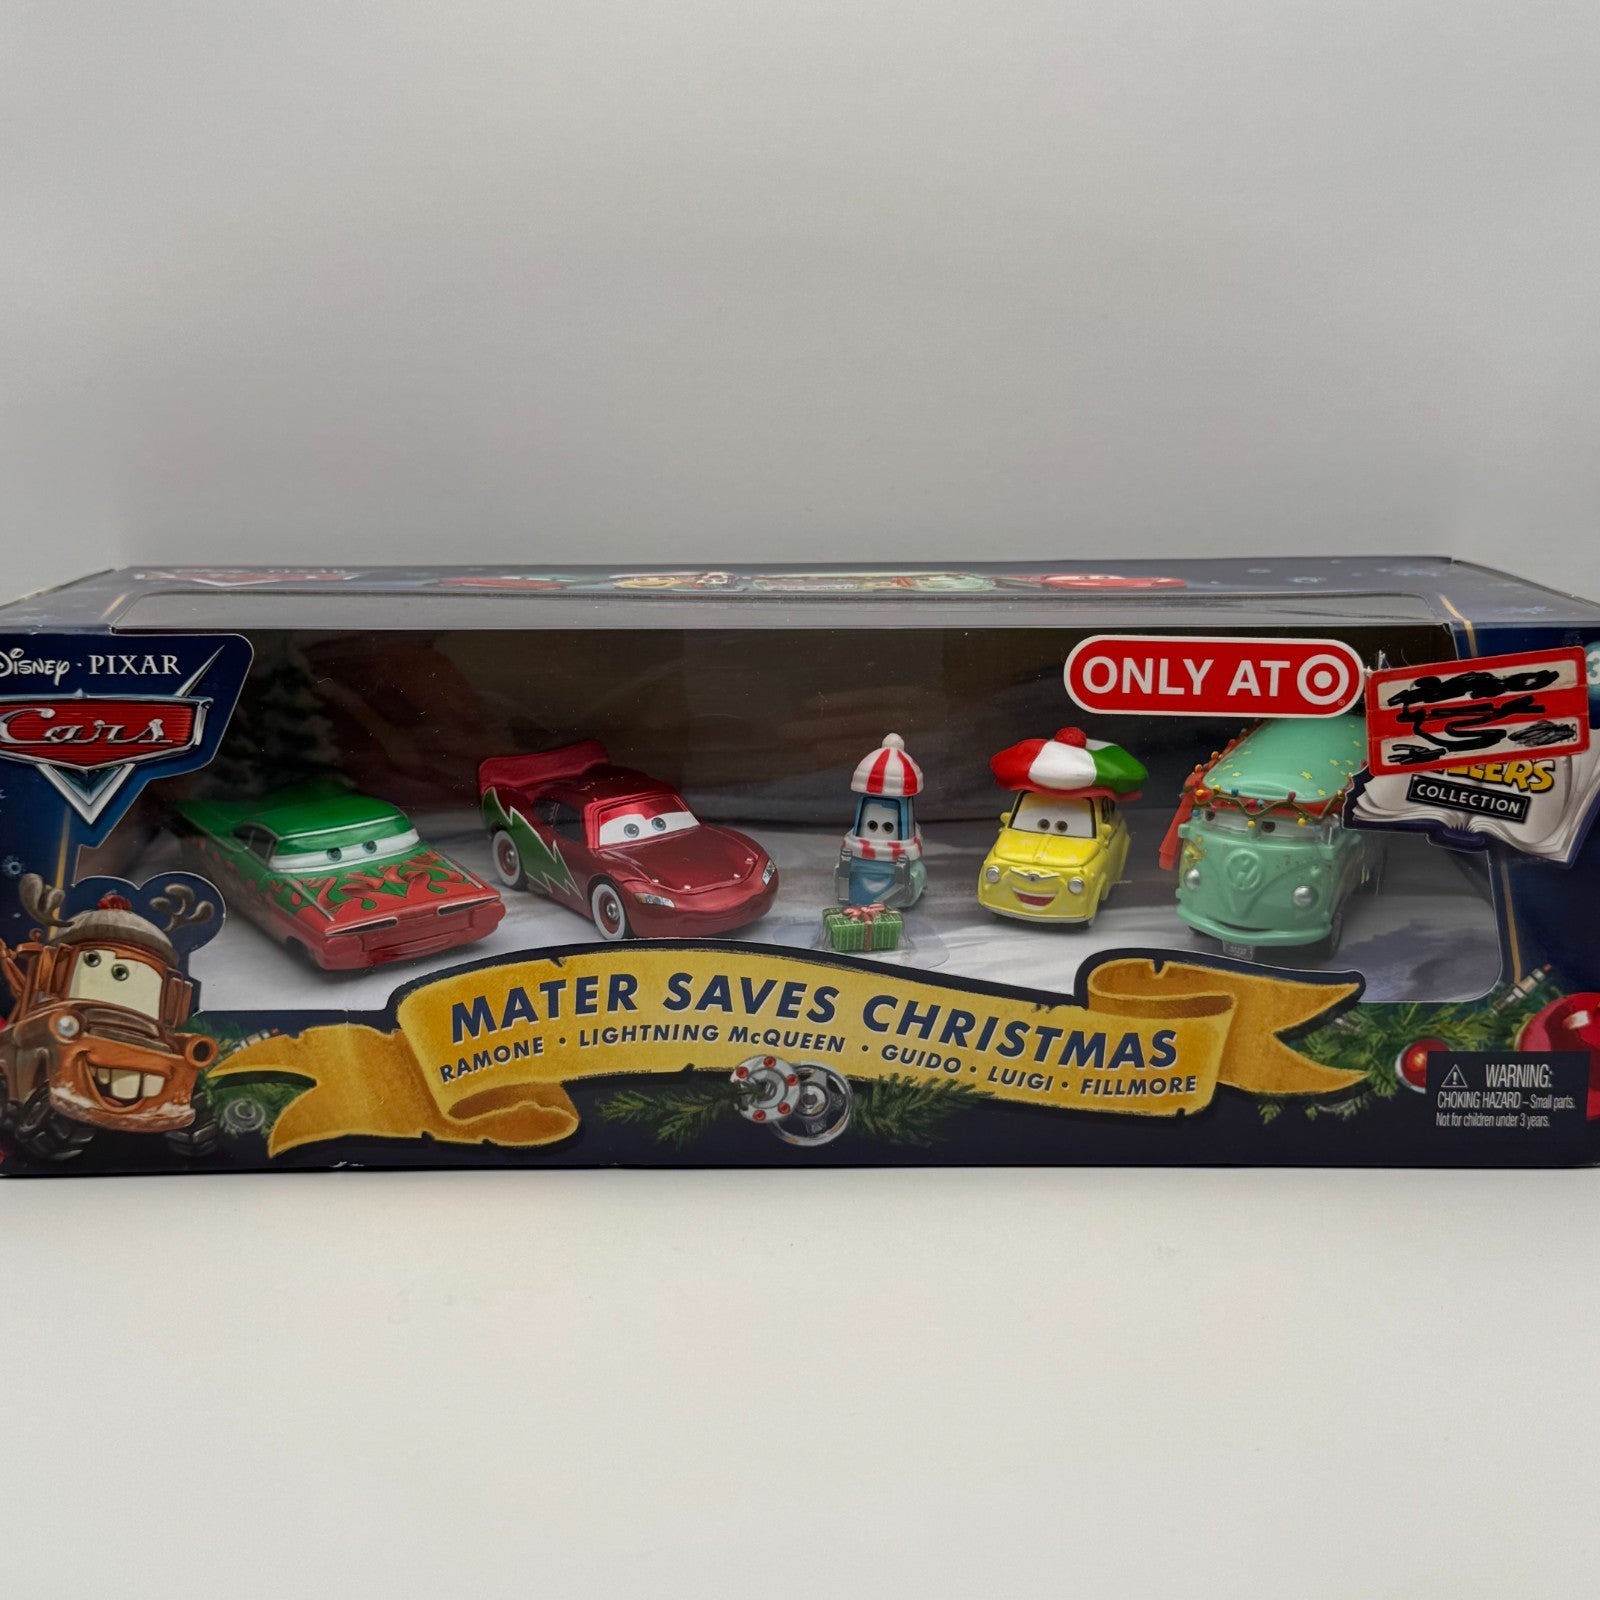 Disney · PIXAR
Cars
ONLY AT
COLLECTION
MATER SAVES CHRISTMAS
RAMONE · LIGHTNING McQUEEN · GUIDO · LUIGI · FILLMORE
WARNING:
CHOKING HAZARD – Small parts.
Not for children under 3 years.